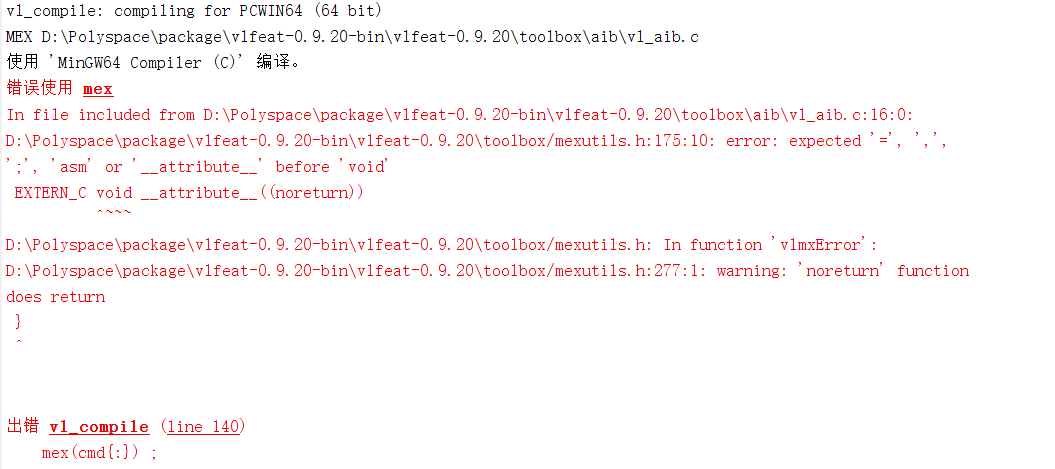 vl_compile: compiling for PCWIN64 (64 bit)
MEX D:\Polyspace\package\vlfeat-0.9.20-bin\vlfeat-0.9.20\toolbox\aib\vl_aib.c
使用 'MinGW64 Compiler (C)' 编译。
错误使用 mex
In file included from D:\Polyspace\package\vlfeat-0.9.20-bin\vlfeat-0.9.20\toolbox\aib\vl_aib.c:16:0:
D:\Polyspace\package\vlfeat-0.9.20-bin\vlfeat-0.9.20\toolbox/mexutils.h:175:10: error: expected '=', ',',
';', 'asm' or '__attribute__' before 'void'
 EXTERN_C void __attribute__((noreturn))
          ^~~~
D:\Polyspace\package\vlfeat-0.9.20-bin\vlfeat-0.9.20\toolbox/mexutils.h: In function 'vlmxError':
D:\Polyspace\package\vlfeat-0.9.20-bin\vlfeat-0.9.20\toolbox/mexutils.h:277:1: warning: 'noreturn' function
does return
 }
 ^
出错 vl_compile (line 140)
    mex(cmd{:}) ;